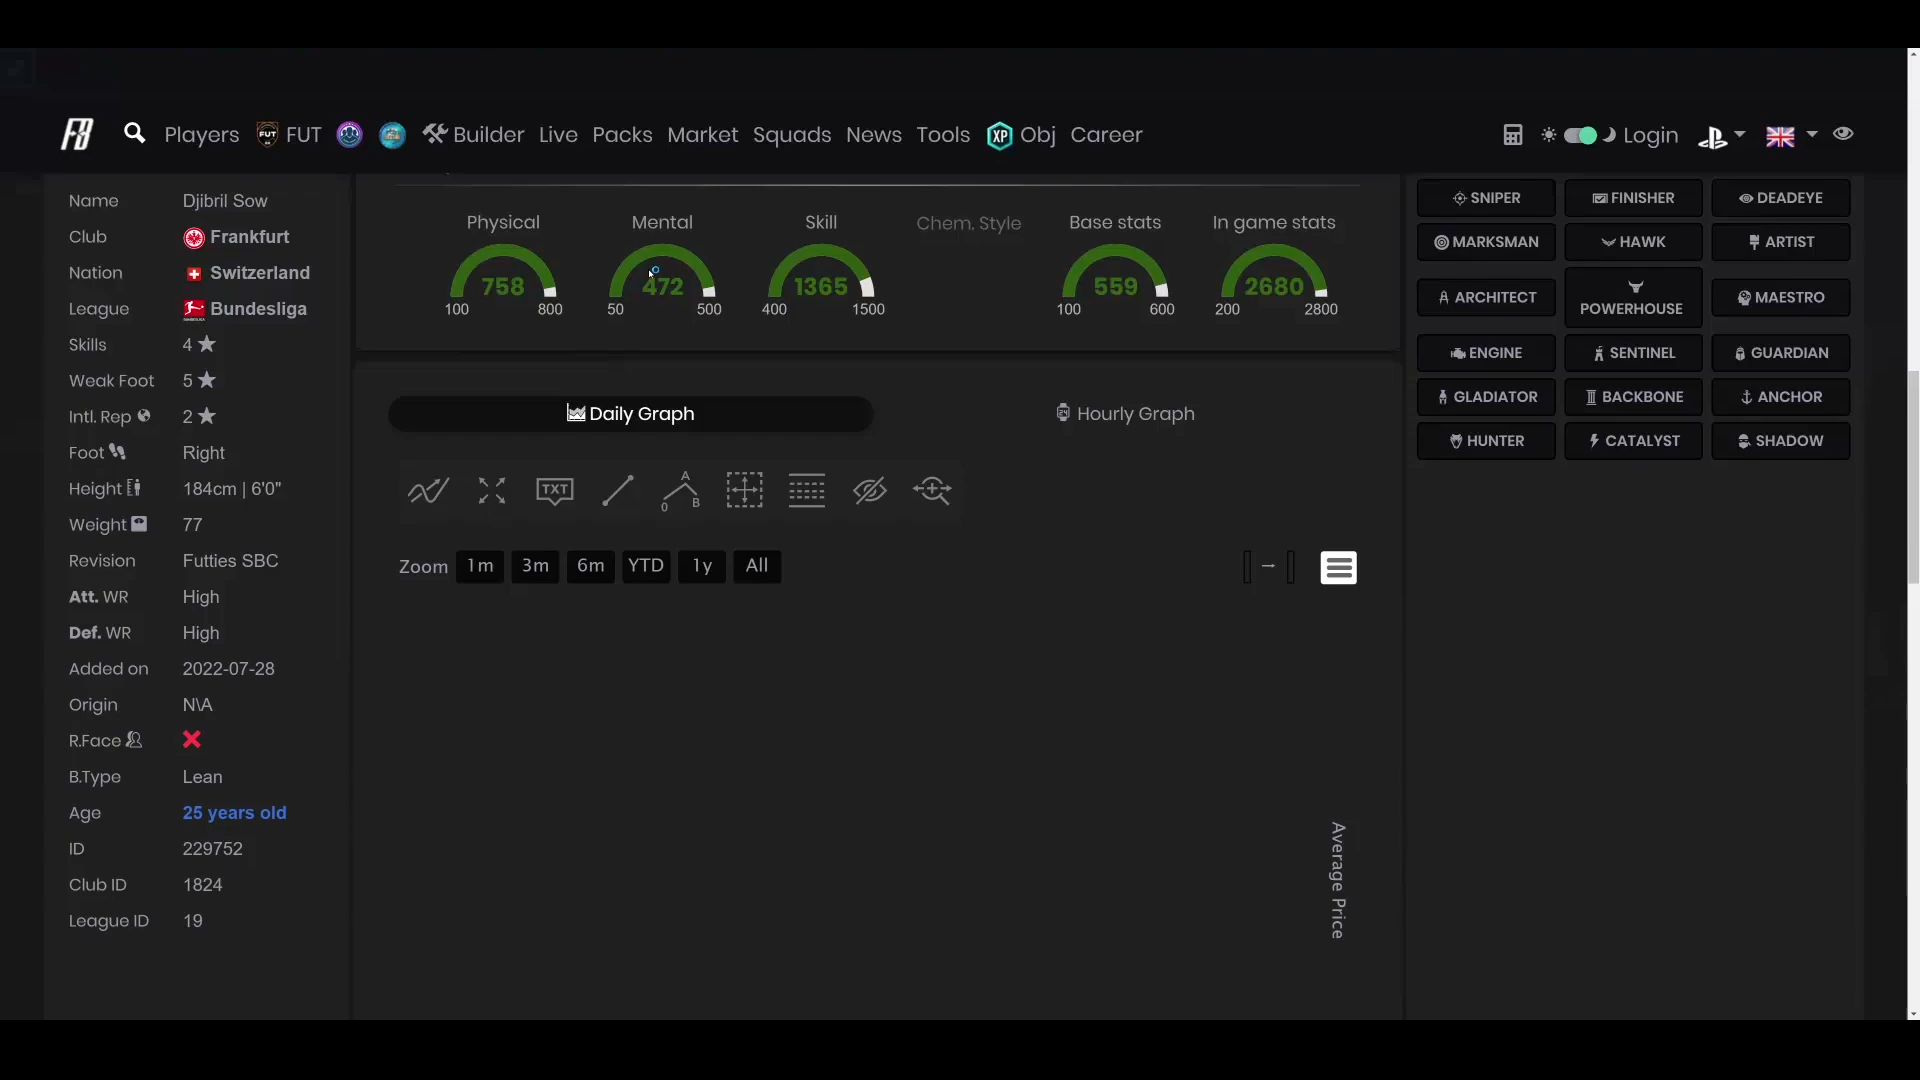 Players FUT Builder Live Packs Market Squads News Tools XP Obj Career Login
Name Djibril Sow
Club Frankfurt
Nation Switzerland
League Bundesliga
Skills 4
Weak Foot 5
Intl. Rep 2
Foot Right
Height 184cm | 6'0"
Weight 77
Revision Futties SBC
Att. WR High
Def. WR High
Added on 2022-07-28
Origin N\A
R.Face
B.Type Lean
Age 25 years old
ID 229752
Club ID 1824
League ID 19
Physical Mental Skill Chem. Style Base stats In game stats
758 472 1365 559 2680
100 800 50 500 400 1500 100 600 200 2800
Daily Graph Hourly Graph
TXT A 0 B
Zoom 1m 3m 6m YTD 1y All →
Average Price
SNIPER FINISHER DEADEYE
MARKSMAN HAWK ARTIST
ARCHITECT POWERHOUSE MAESTRO
ENGINE SENTINEL GUARDIAN
GLADIATOR BACKBONE ANCHOR
HUNTER CATALYST SHADOW